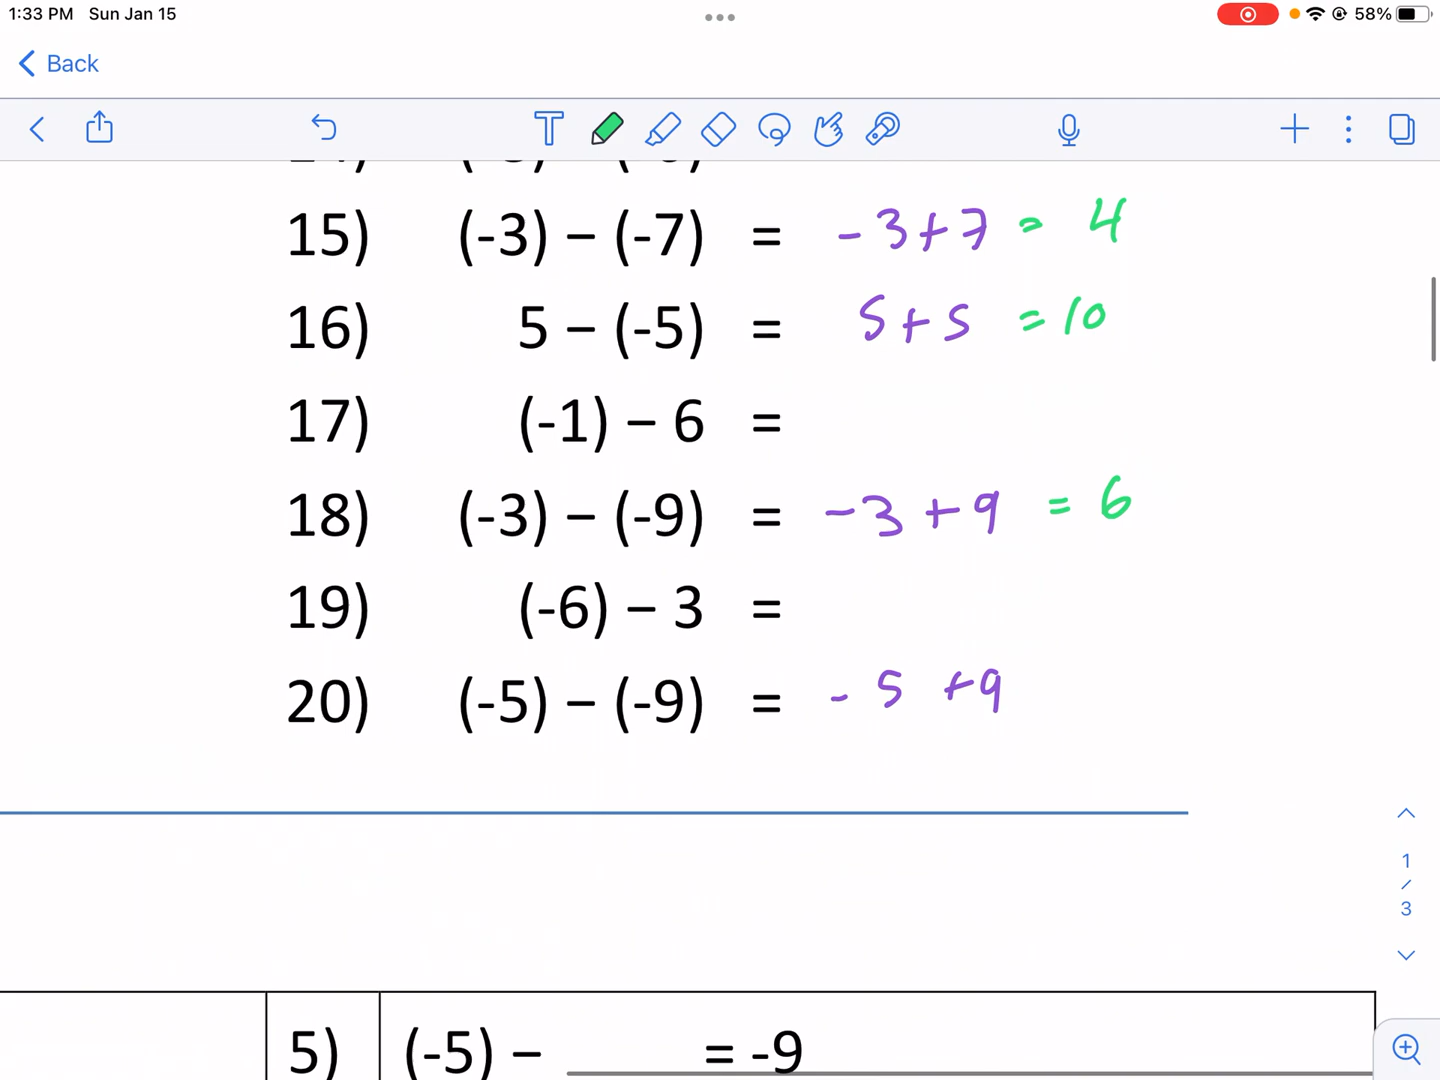 1:33 PM Sun Jan 15
58%
Back
T
15) (-3) – (-7) = -3+7 = 4
16) 5 – (-5) = 5+5 = 10
17) (-1) – 6 =
18) (-3) – (-9) = -3 +9 = 6
19) (-6) – 3 =
20) (-5) – (-9) = - 5 +9
1
/
3
5) (-5) – ______ = -9